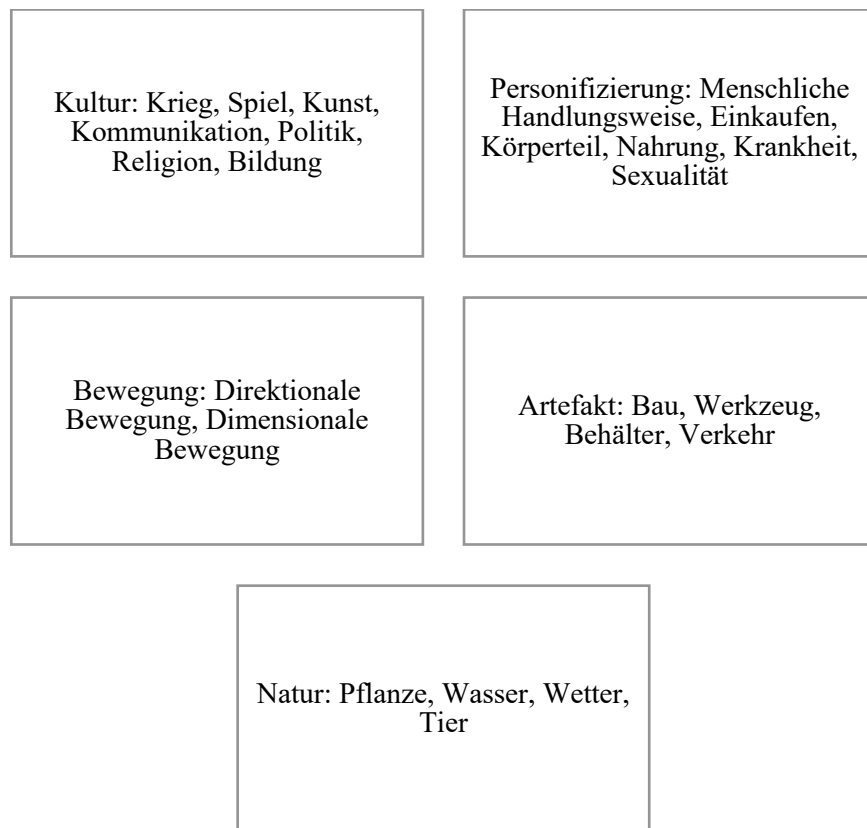 Kultur: Krieg, Spiel, Kunst,
Kommunikation, Politik,
Religion, Bildung
Personifizierung: Menschliche
Handlungsweise, Einkaufen,
Körperteil, Nahrung, Krankheit,
Sexualität
Bewegung: Direktionale
Bewegung, Dimensionale
Bewegung
Artefakt: Bau, Werkzeug,
Behälter, Verkehr
Natur: Pflanze, Wasser, Wetter,
Tier